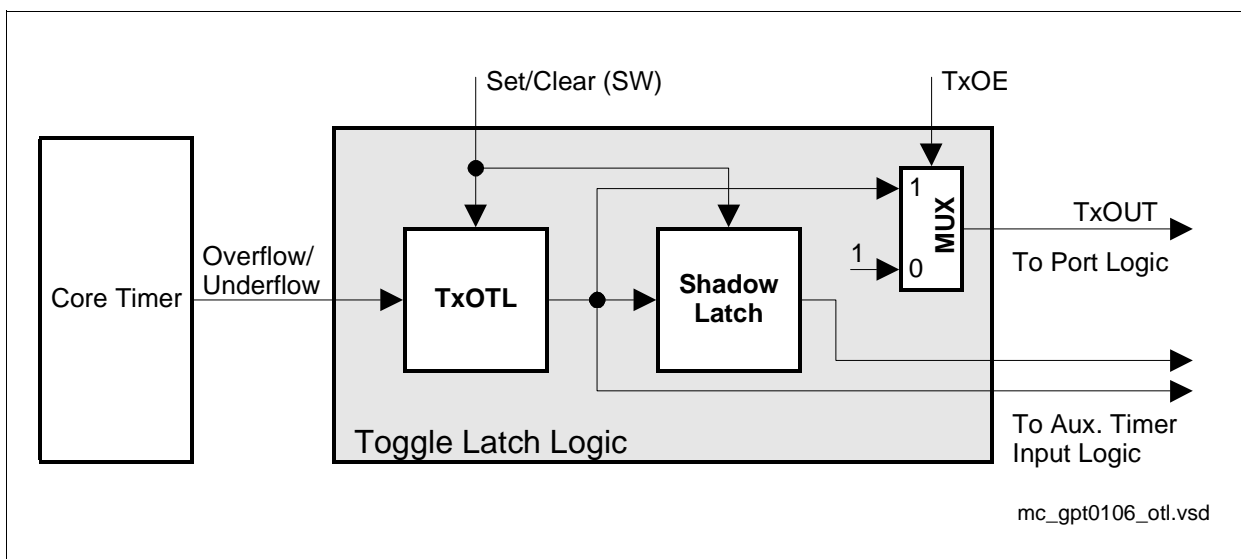 Set/Clear (SW)
TxOE
Core Timer
Overflow/
Underflow
TxOTL
Shadow
Latch
1
1
0
MUX
TxOUT
To Port Logic
To Aux. Timer
Input Logic
Toggle Latch Logic
mc_gpt0106_otl.vsd